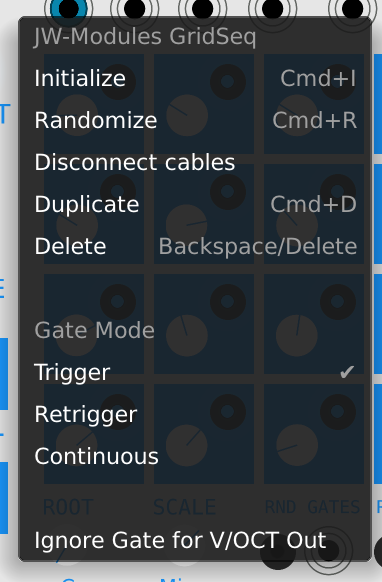 JW-Modules GridSeq
Initialize Cmd+I
Randomize Cmd+R
Disconnect cables
Duplicate Cmd+D
Delete Backspace/Delete
Gate Mode
Trigger ✔
Retrigger
Continuous
ROOT SCALE RND GATES
Ignore Gate for V/OCT Out